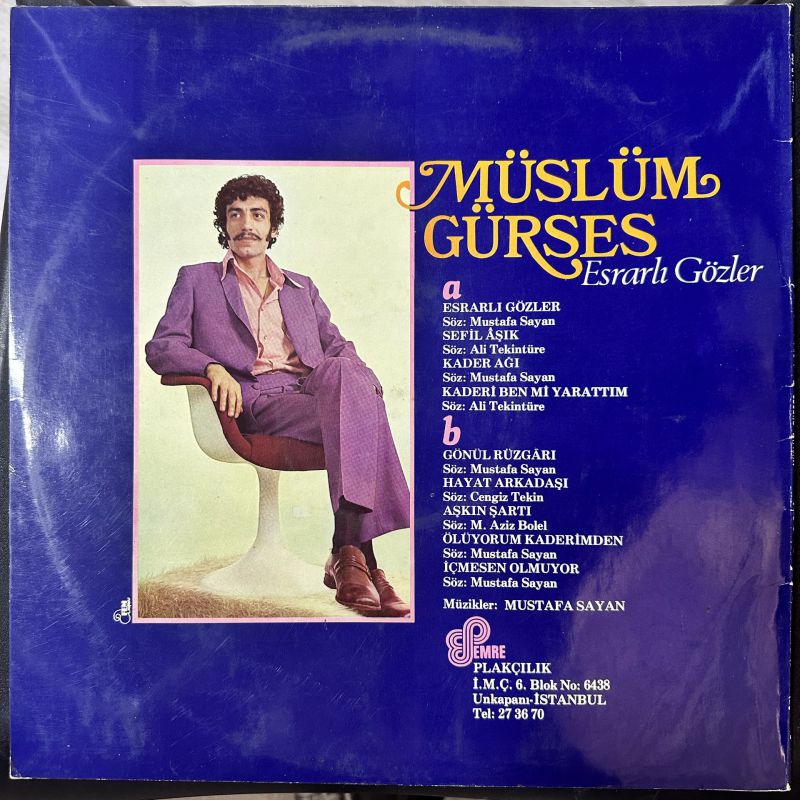 MÜSLÜM
GÜRSES
Esrarlı Gözler
a
ESRARLI GÖZLER
Söz: Mustafa Sayan
SEFİL ÂŞIK
Söz: Ali Tekintüre
KADER AĞI
Söz: Mustafa Sayan
KADERİ BEN Mİ YARATTIM
Söz: Ali Tekintüre
b
GÖNÜL RÜZGÂRI
Söz: Mustafa Sayan
HAYAT ARKADAŞI
Söz: Cengiz Tekin
AŞKIN ŞARTI
Söz: M. Aziz Bolel
ÖLÜYORUM KADERİMDEN
Söz: Mustafa Sayan
İÇMESEN OLMUYOR
Söz: Mustafa Sayan
Müzikler: MUSTAFA SAYAN
EMRE
PLAKÇILIK
İ.M.Ç. 6. Blok No: 6438
Unkapanı-İSTANBUL
Tel: 27 36 70